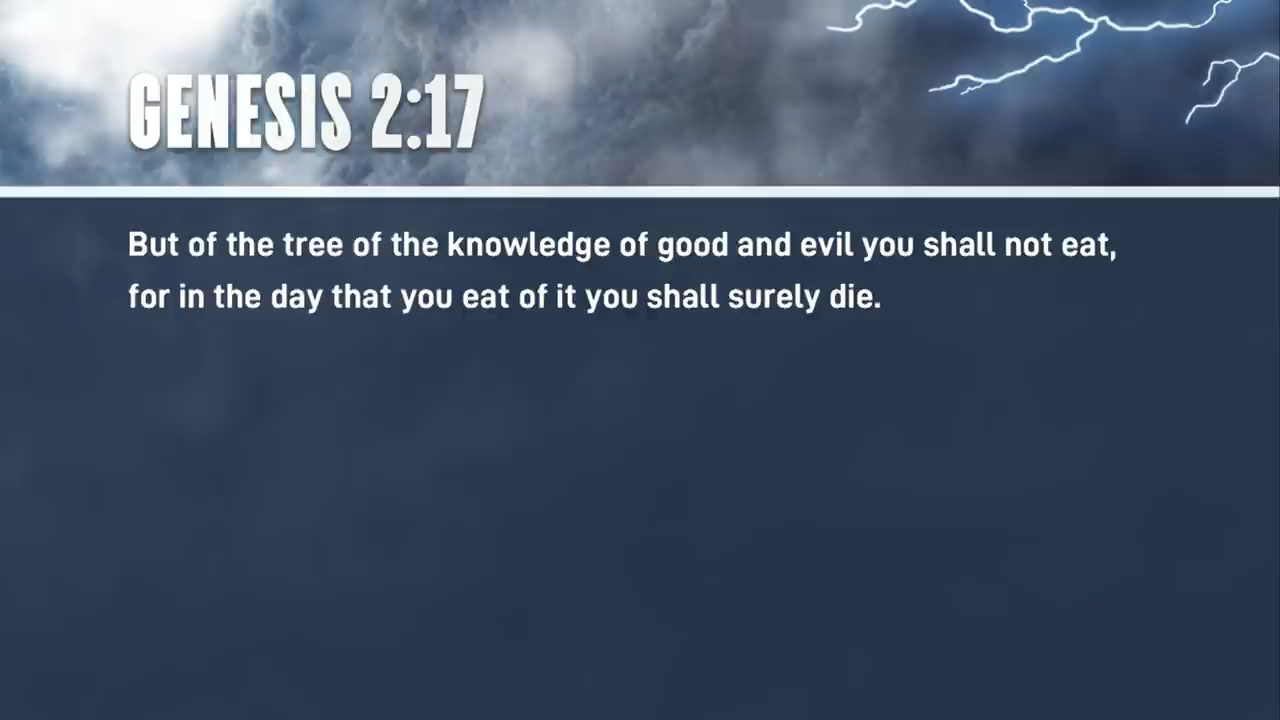 GENESIS 2:17
But of the tree of the knowledge of good and evil you shall not eat,
for in the day that you eat of it you shall surely die.